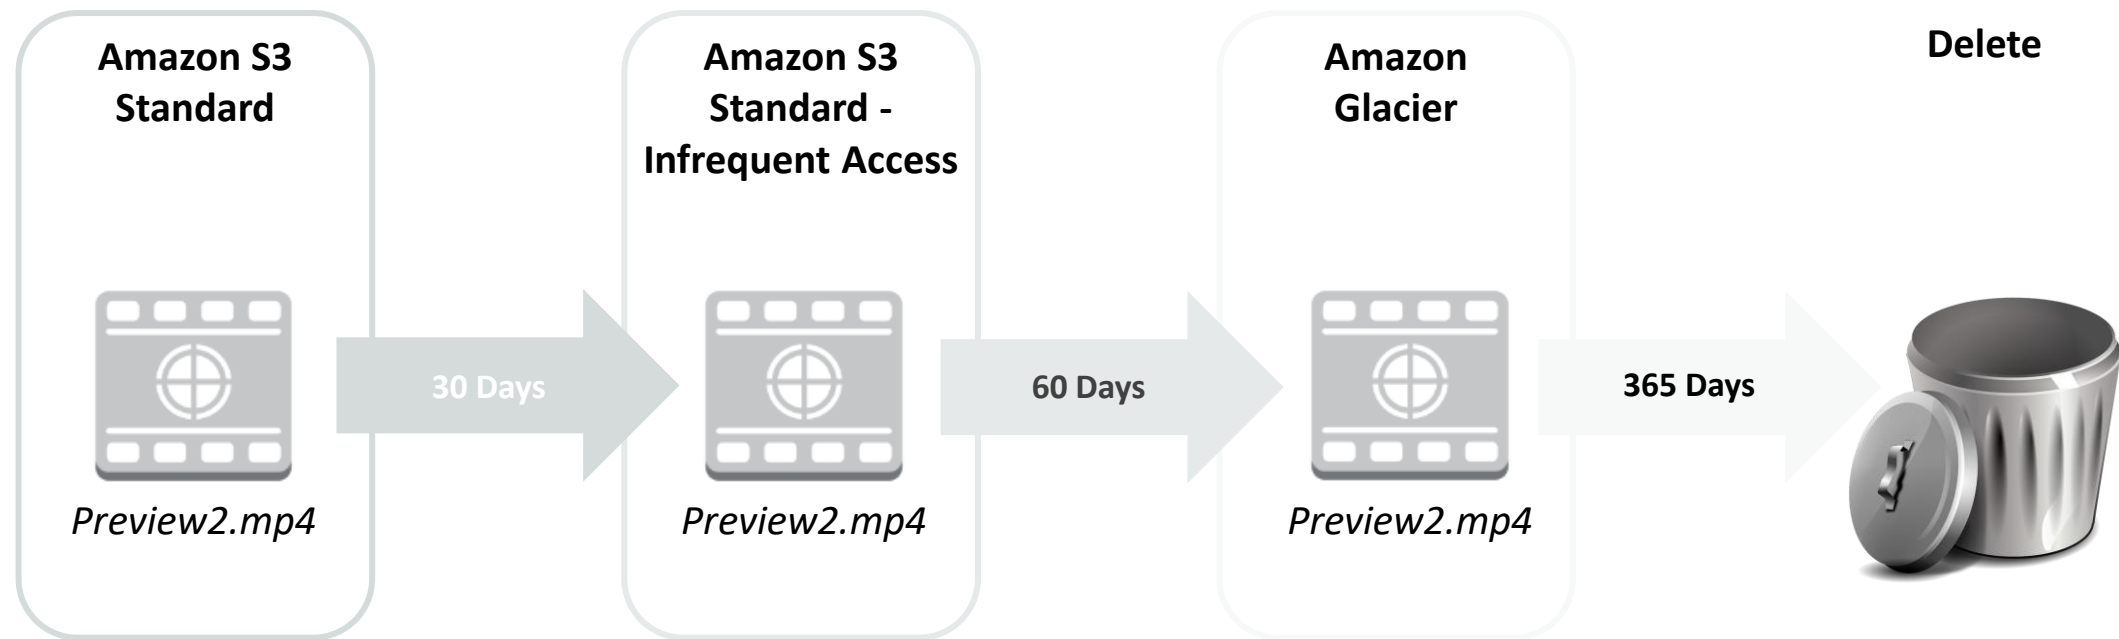 Amazon S3
Standard
Amazon S3
Standard -
Infrequent Access
Amazon
Glacier
Delete
30 Days
60 Days
365 Days
Preview2.mp4
Preview2.mp4
Preview2.mp4